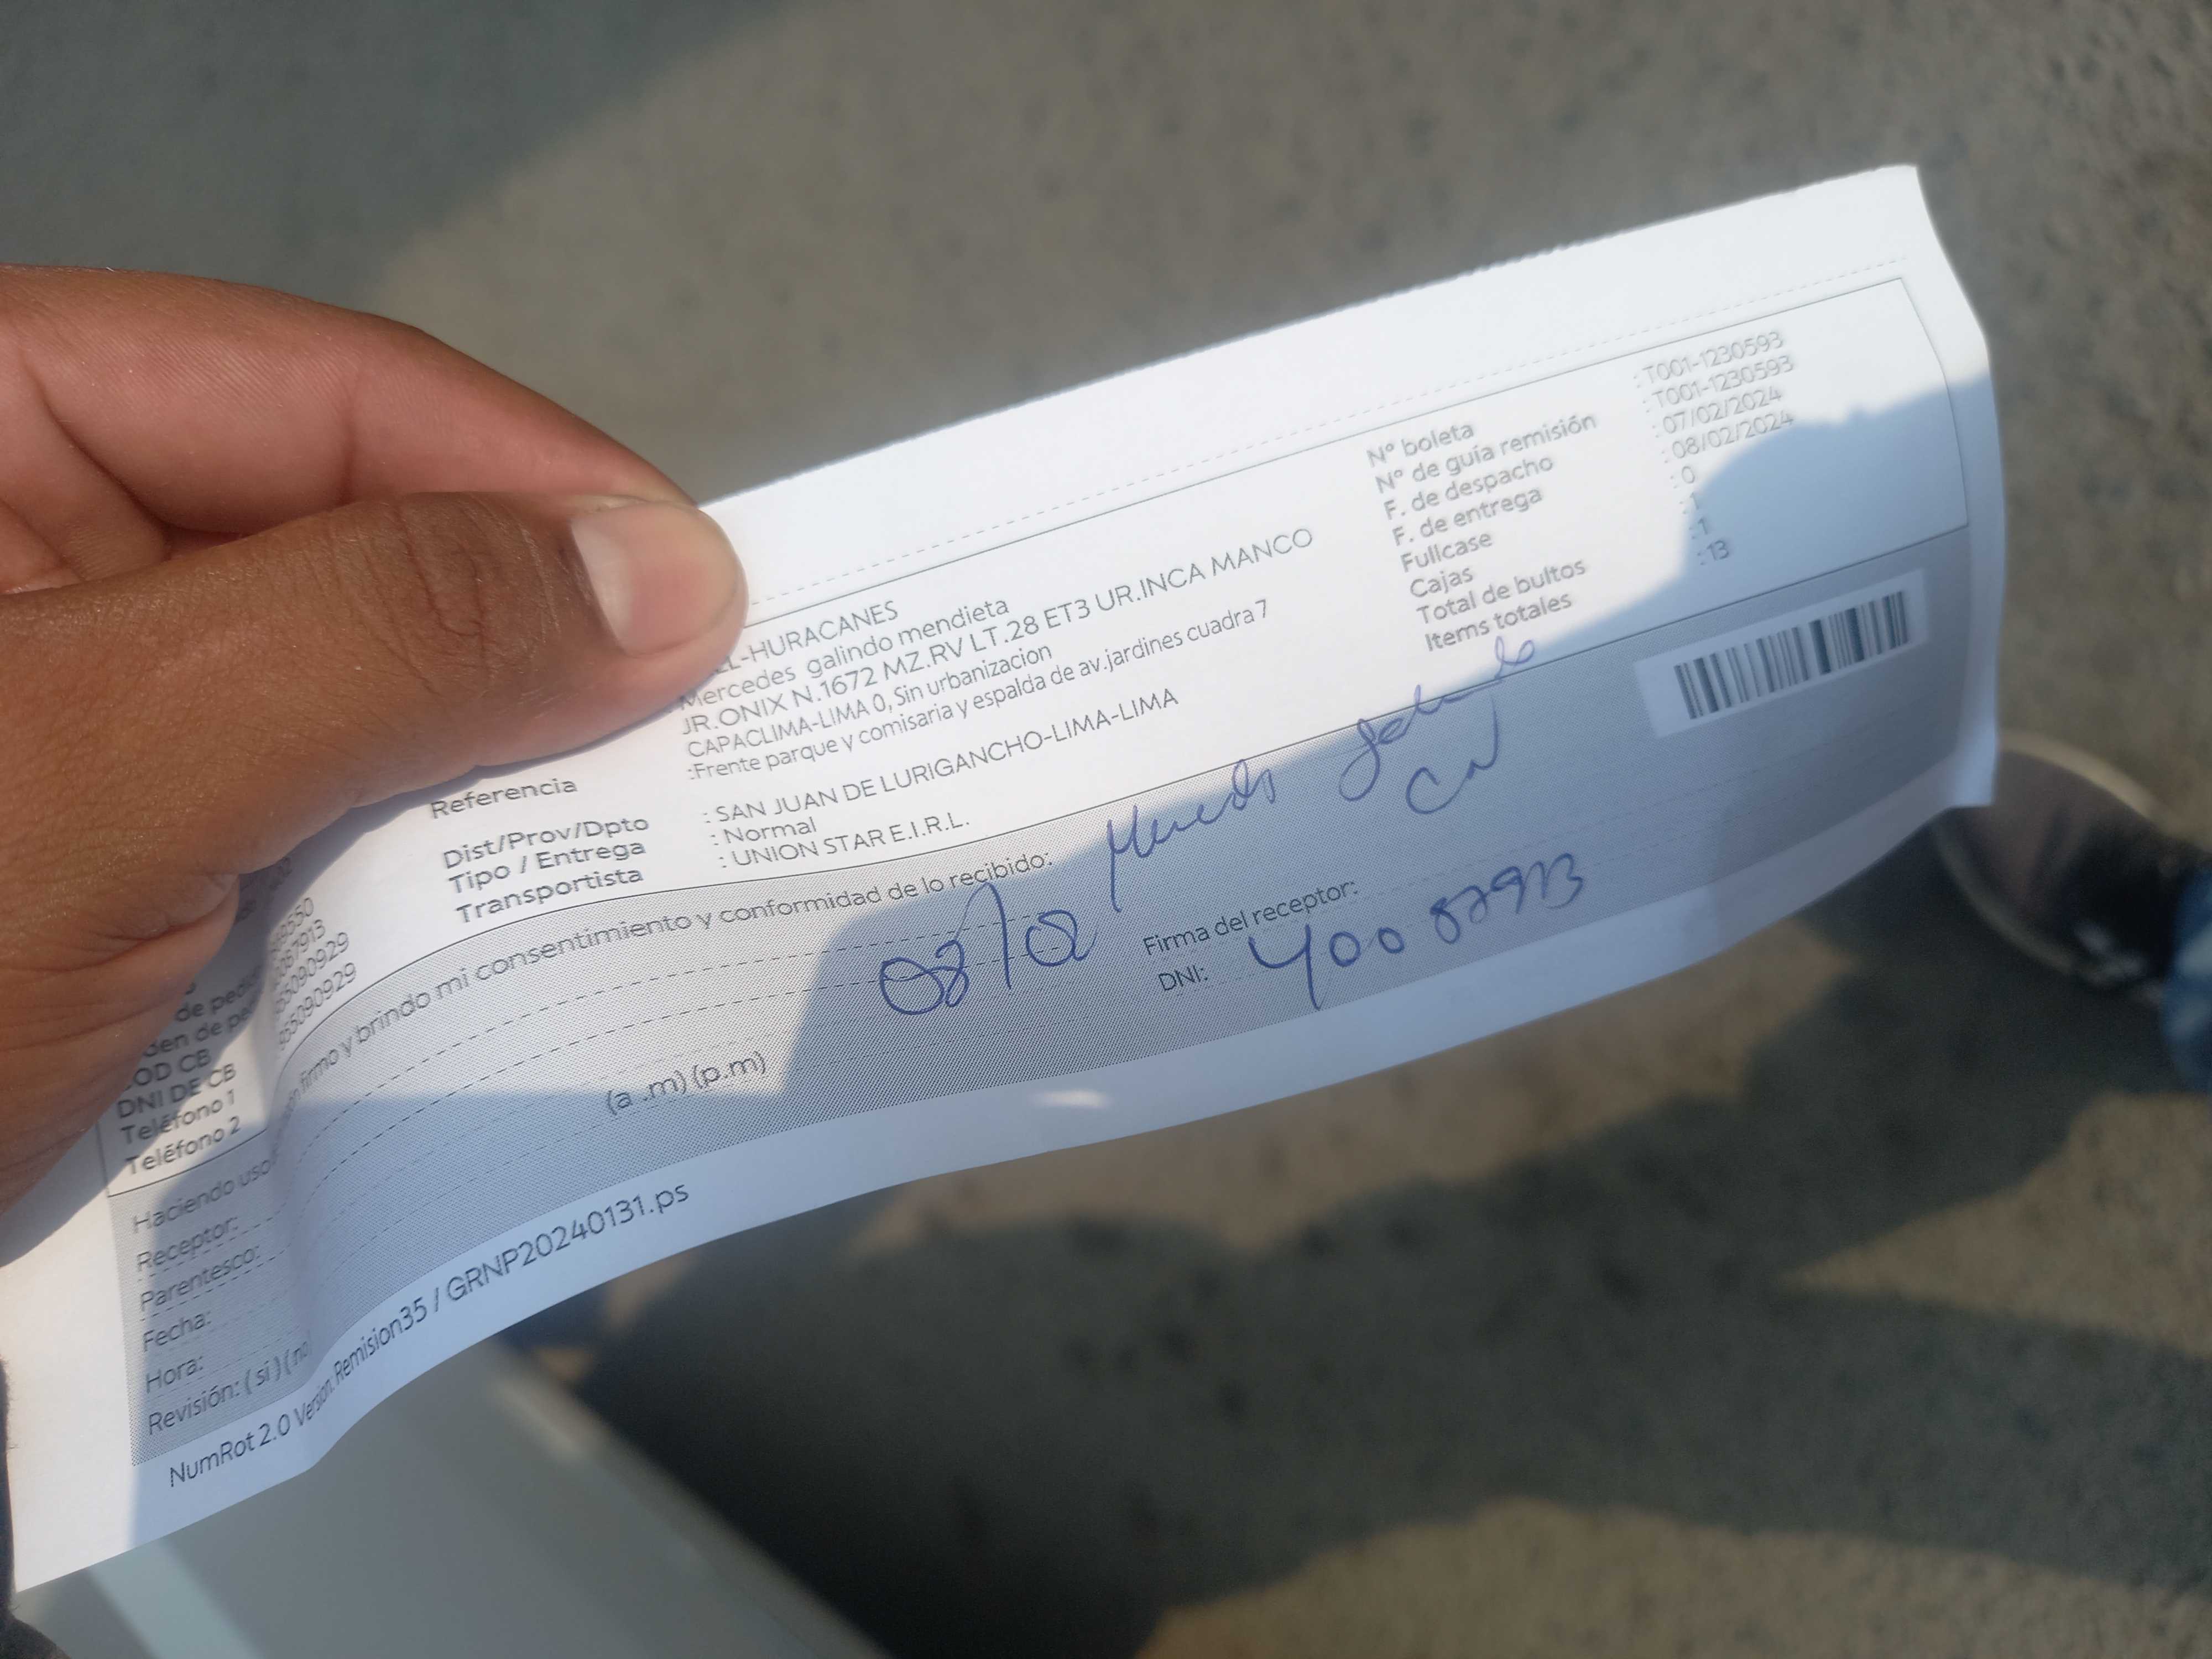 -HURACANES
Mercedes galindo mendieta
JR.ONIX N.1672 MZ.RV LT.28 ET3 UR.INCA MANCO
CAPACLIMA-LIMA 0, Sin urbanizacion
Referencia :Frente parque y comisaria y espalda de av.jardines cuadra 7
Dist/Prov/Dpto : SAN JUAN DE LURIGANCHO-LIMA-LIMA
Tipo / Entrega : Normal
Transportista : UNION STAR E.I.R.L.
N° boleta : T001-1230593
N° de guía remisión : T001-1230593
F. de despacho : 07/02/2024
F. de entrega : 08/02/2024
Fullcase : 0
Cajas : 1
Total de bultos : 1
Items totales : 13
DNI DE CB
Teléfono 1
Teléfono 2
Haciendo uso firmo y brindo mi consentimiento y conformidad de lo recibido:
Receptor:
Parentesco:
Fecha: 08/02
Hora: (a .m) (p.m)
Revisión: ( si )
Firma del receptor:
DNI:
NumRot 2.0 Version. Remision35 / GRNP20240131.ps